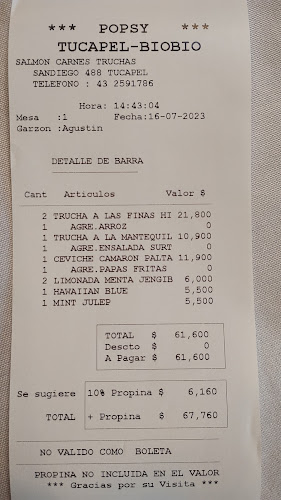 *** POPSY ***
TUCAPEL-BIOBIO
SALMON CARNES TRUCHAS
SANDIEGO 488 TUCAPEL
TELEFONO : 43 2591786
Hora: 14:43:04
Mesa :1 Fecha:16-07-2023
Garzon :Agustin
DETALLE DE BARRA
Cant Articulos Valor $
2 TRUCHA A LAS FINAS HI 21,800
1 AGRE.ARROZ 0
1 TRUCHA A LA MANTEQUIL 10,900
1 AGRE.ENSALADA SURT 0
1 CEVICHE CAMARON PALTA 11,900
1 AGRE.PAPAS FRITAS 0
2 LIMONADA MENTA JENGIB 6,000
1 HAWAIIAN BLUE 5,500
1 MINT JULEP 5,500
TOTAL $ 61,600
Descto $ 0
A Pagar $ 61,600
Se sugiere 10% Propina $ 6,160
TOTAL + Propina $ 67,760
NO VALIDO COMO BOLETA
PROPINA NO INCLUIDA EN EL VALOR
*** Gracias por su Visita ***